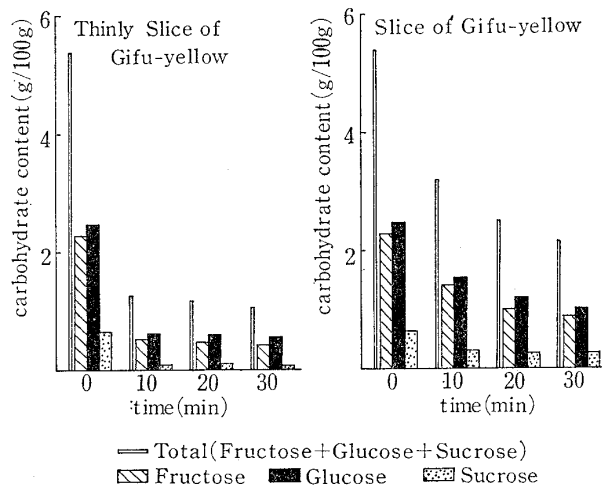 Thinly Slice of
Gifu-yellow
carbohydrate content(g/100g)
6
4
2
0 10 20 30
time(min)
Slice of Gifu-yellow
carbohydrate content(g/100g)
6
4
2
0 10 20 30
time(min)
Total(Fructose+Glucose+Sucrose)
Fructose Glucose Sucrose